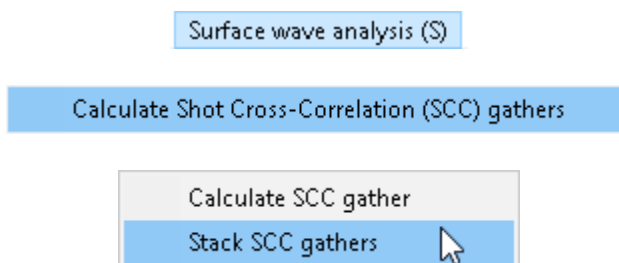 Surface wave analysis (S)
Calculate Shot Cross-Correlation (SCC) gathers
Calculate SCC gather
Stack SCC gathers